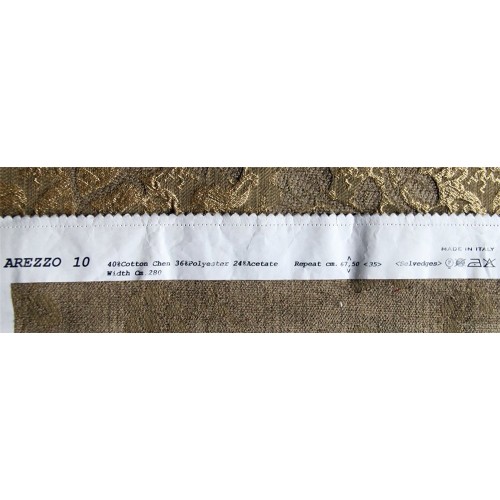 MADE IN ITALY
AREZZO 10 40%Cotton Chen 36%Polyester 24%Acetate Repeat cm. 67,50 <35> <Selvedges>
Width Cm.280